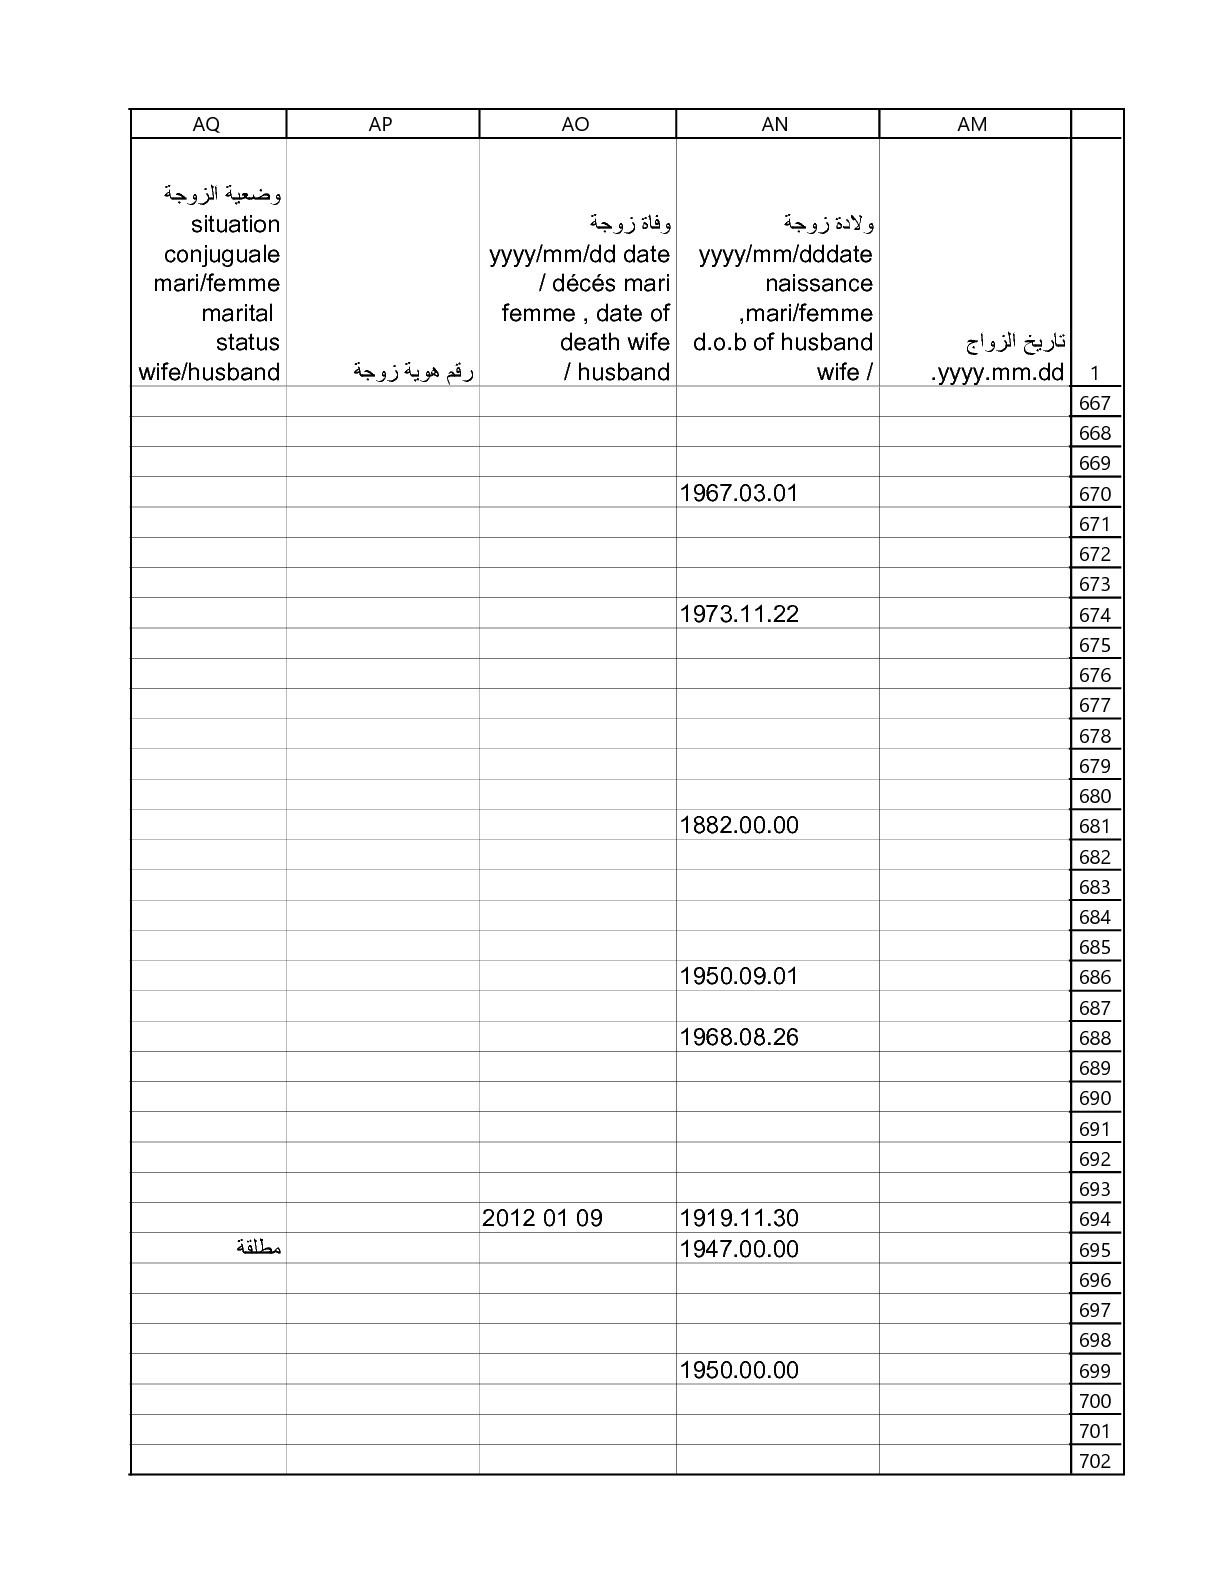 AQ AP AO AN AM
وضعية الزوجة
situation
conjuguale
mari/femme
marital
status
wife/husband
رقم هوية زوجة
وفاة زوجة
yyyy/mm/dd date
/ décés mari
femme , date of
death wife
/ husband
ولادة زوجة
yyyy/mm/dddate
naissance
,mari/femme
d.o.b of husband
wife /
تاريخ الزواج
.yyyy.mm.dd
1
667
668
669
1967.03.01 670
671
672
673
1973.11.22 674
675
676
677
678
679
680
1882.00.00 681
682
683
684
685
1950.09.01 686
687
1968.08.26 688
689
690
691
692
693
2012 01 09 1919.11.30 694
مطلقة 1947.00.00 695
696
697
698
1950.00.00 699
700
701
702